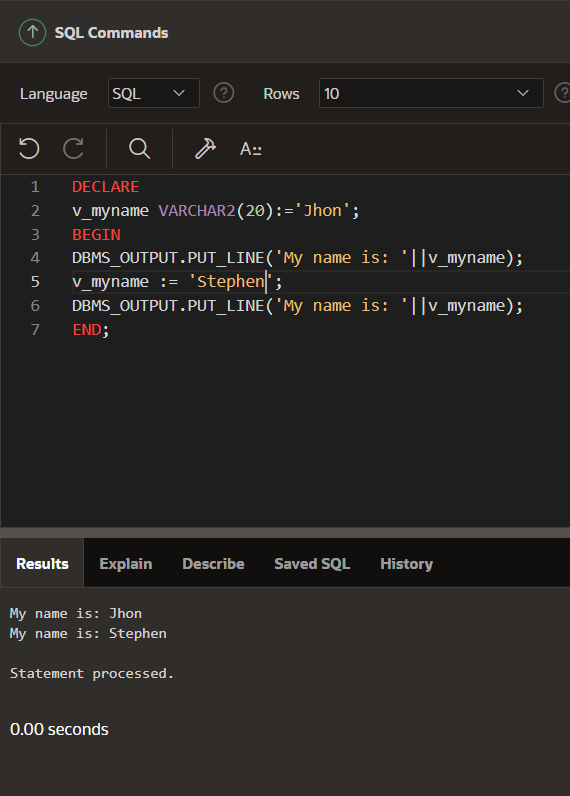 SQL Commands
Language SQL ? Rows 10 ?
A::
1 DECLARE
2 v_myname VARCHAR2(20):='Jhon';
3 BEGIN
4 DBMS_OUTPUT.PUT_LINE('My name is: '||v_myname);
5 v_myname := 'Stephen';
6 DBMS_OUTPUT.PUT_LINE('My name is: '||v_myname);
7 END;
Results Explain Describe Saved SQL History
My name is: Jhon
My name is: Stephen
Statement processed.
0.00 seconds